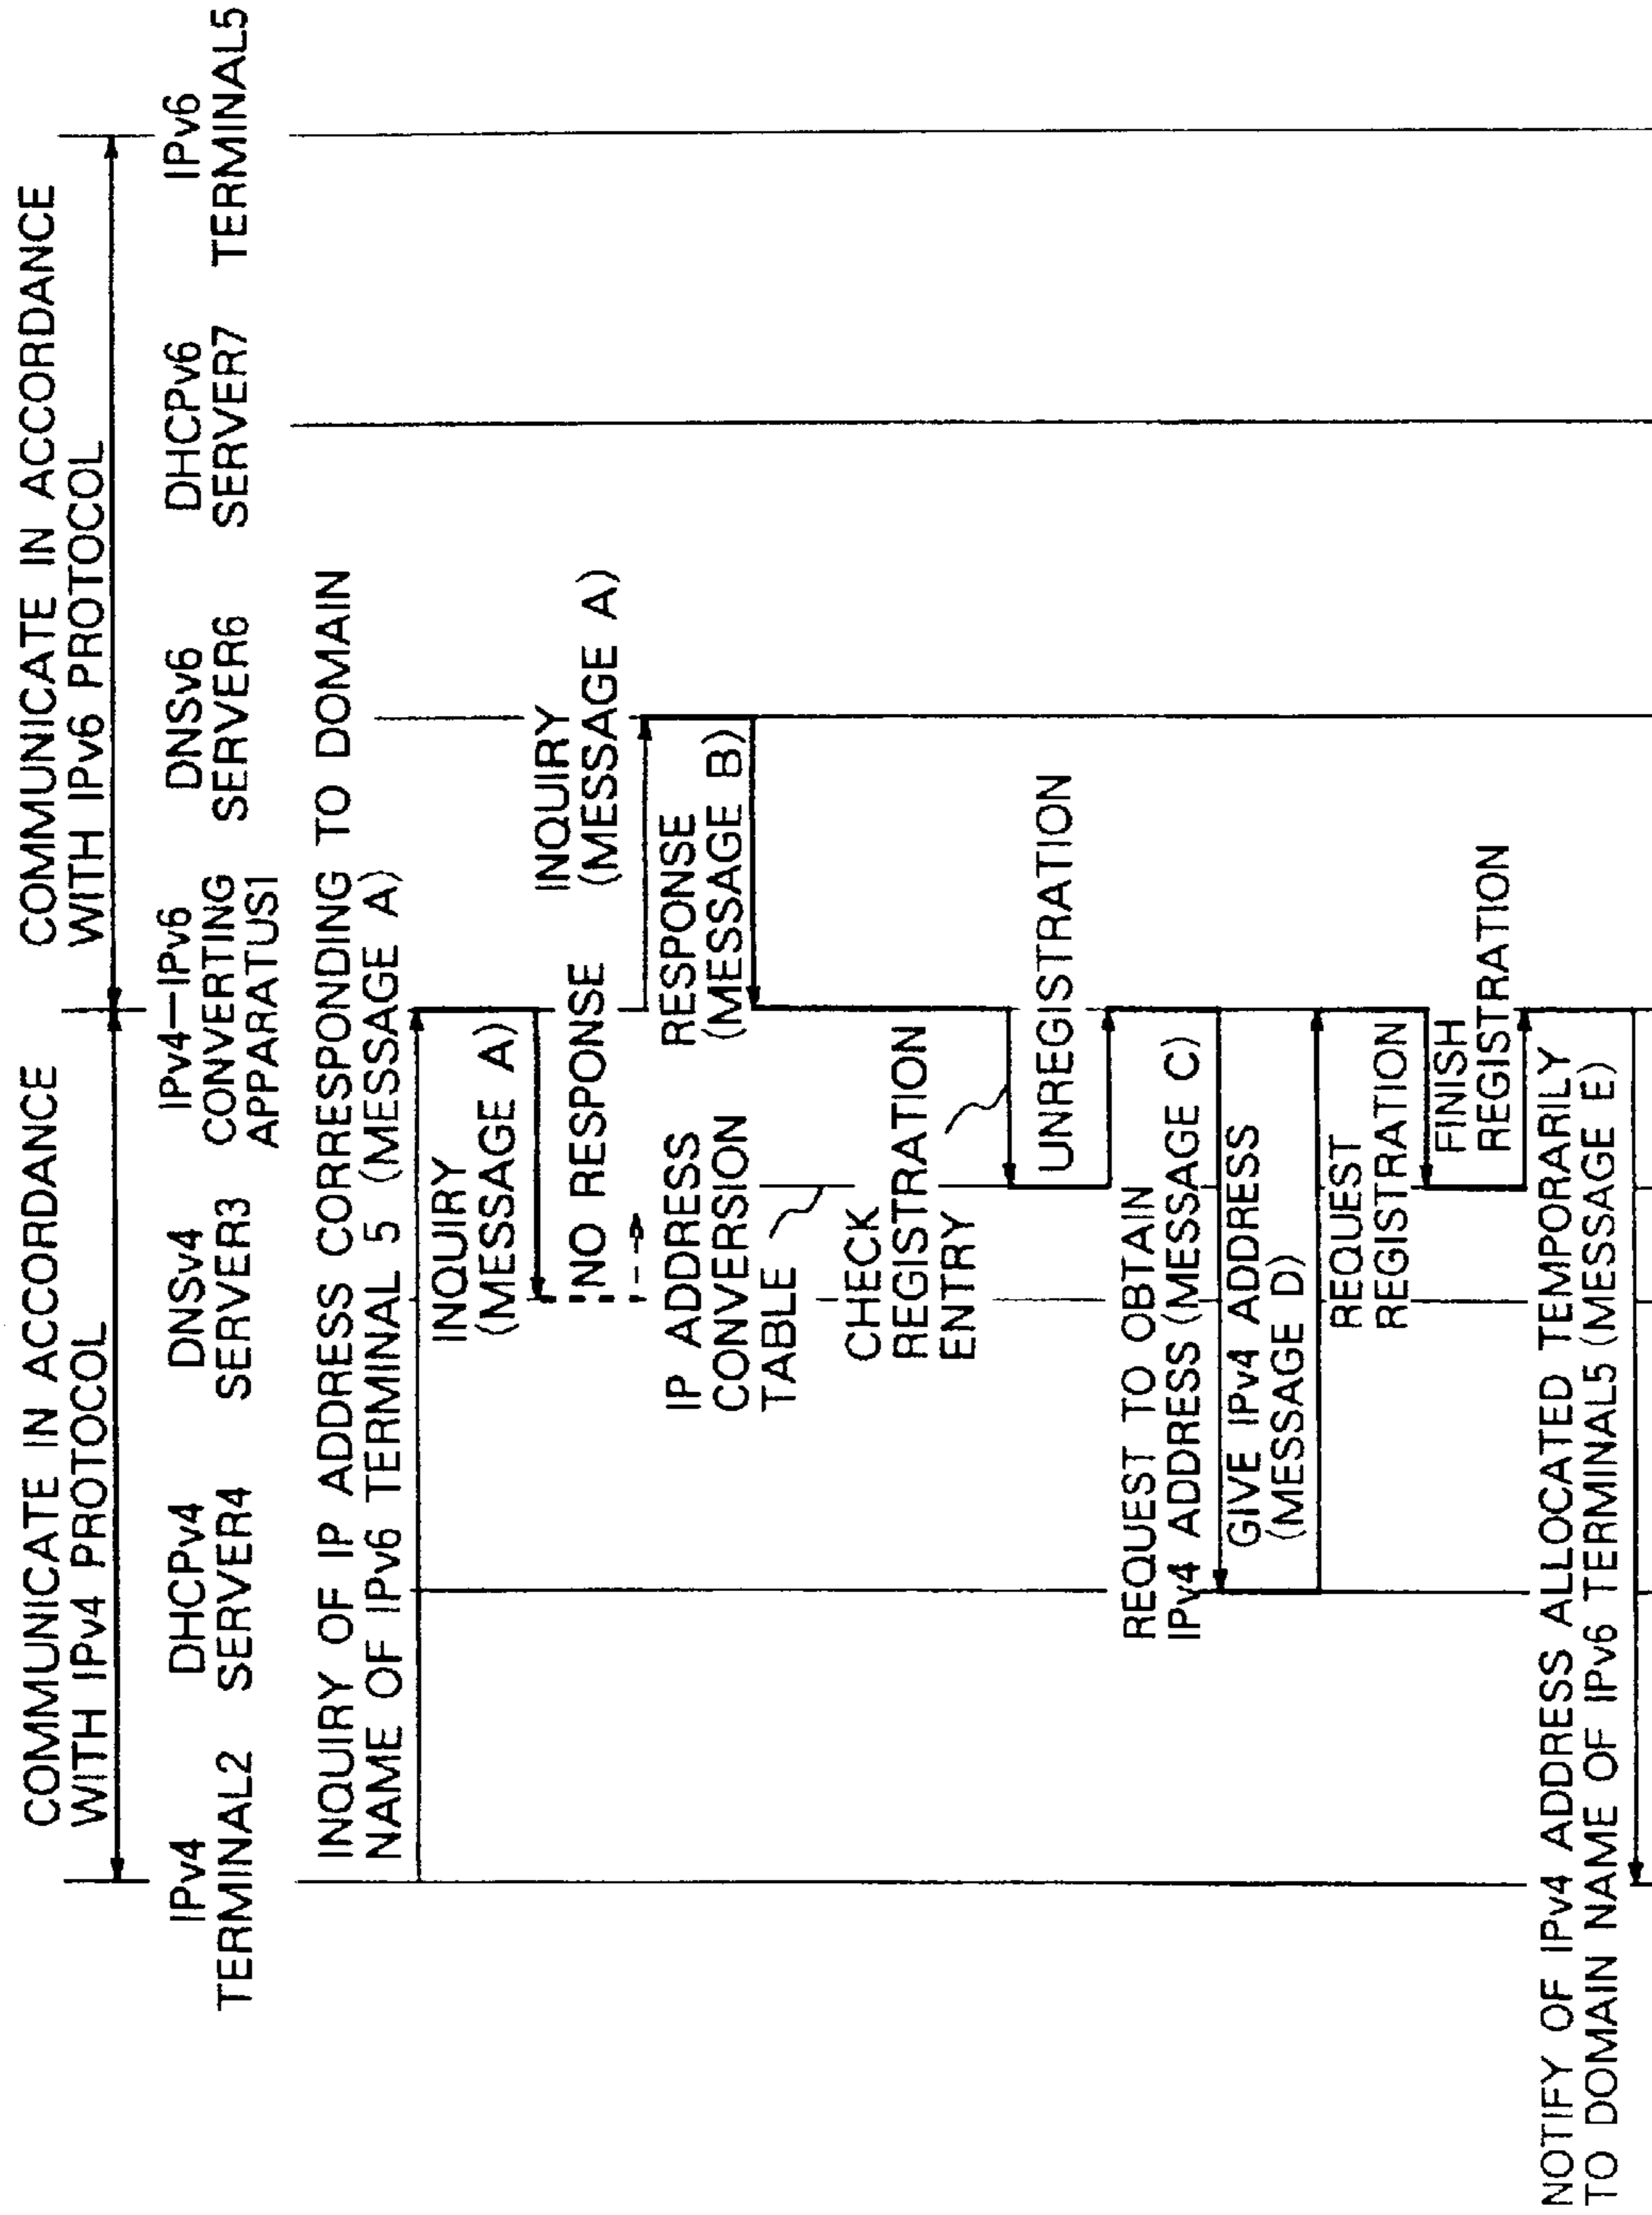 COMMUNICATE IN ACCORDANCE
WITH IPv4 PROTOCOL
COMMUNICATE IN ACCORDANCE
WITH IPv6 PROTOCOL
IPv4
TERMINAL2
DHCPv4
SERVER4
DNSv4
SERVER3
IPv4-IPv6
CONVERTING
APPARATUS1
DNSv6
SERVER6
DHCPv6
SERVER7
IPv6
TERMINAL5
INQUIRY OF IP ADDRESS CORRESPONDING TO DOMAIN
NAME OF IPv6 TERMINAL 5 (MESSAGE A)
INQUIRY
(MESSAGE A)
NO RESPONSE
INQUIRY
(MESSAGE A)
RESPONSE
(MESSAGE B)
IP ADDRESS
CONVERSION
TABLE
CHECK
REGISTRATION
ENTRY
UNREGISTRATION
REQUEST TO OBTAIN
IPv4 ADDRESS (MESSAGE C)
GIVE IPv4 ADDRESS
(MESSAGE D)
REQUEST
REGISTRATION
FINISH
REGISTRATION
NOTIFY OF IPv4 ADDRESS ALLOCATED TEMPORARILY
TO DOMAIN NAME OF IPv6 TERMINAL5 (MESSAGE E)